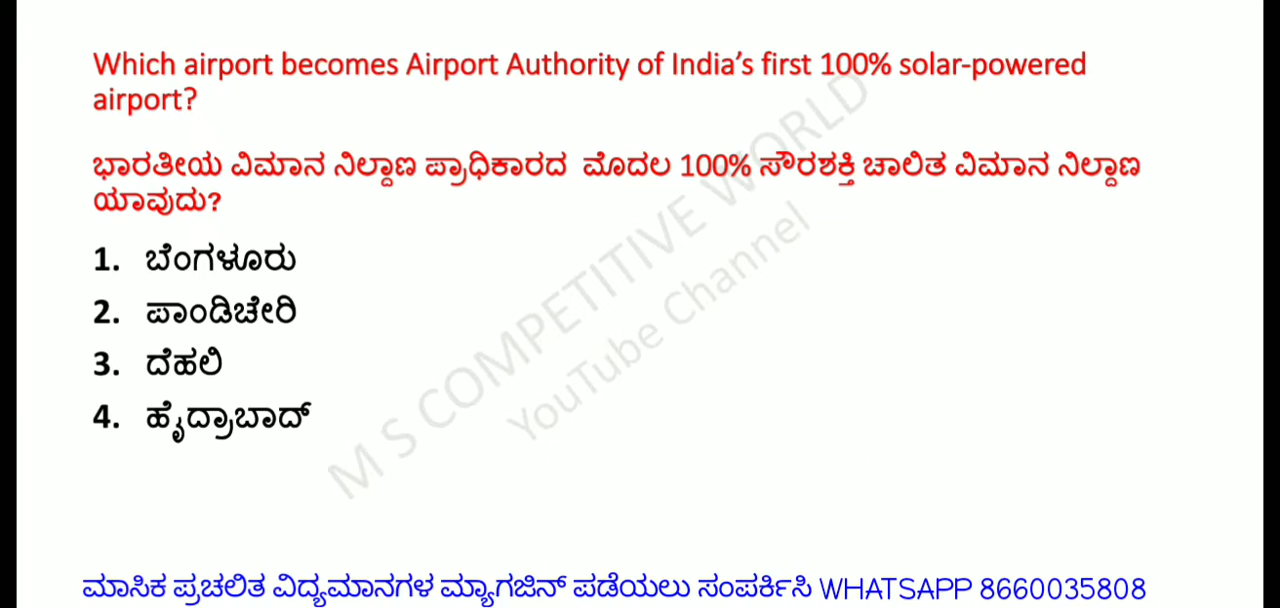 Which airport becomes Airport Authority of India's first 100% solar-powered
airport?
ಭಾರತೀಯ ವಿಮಾನ ನಿಲ್ದಾಣ ಪ್ರಾಧಿಕಾರದ ಮೊದಲ 100% ಸೌರಶಕ್ತಿ ಚಾಲಿತ ವಿಮಾನ ನಿಲ್ದಾಣ
ಯಾವುದು?
1. ಬೆಂಗಳೂರು
2. ಪಾಂಡಿಚೇರಿ
3. ದೆಹಲಿ
4. ಹೈದ್ರಾಬಾದ್
M S COMPETITIVE WORLD
YouTube Channel
ಮಾಸಿಕ ಪ್ರಚಲಿತ ವಿದ್ಯಮಾನಗಳ ಮ್ಯಾಗಜಿನ್ ಪಡೆಯಲು ಸಂಪರ್ಕಿಸಿ WHATSAPP 8660035808